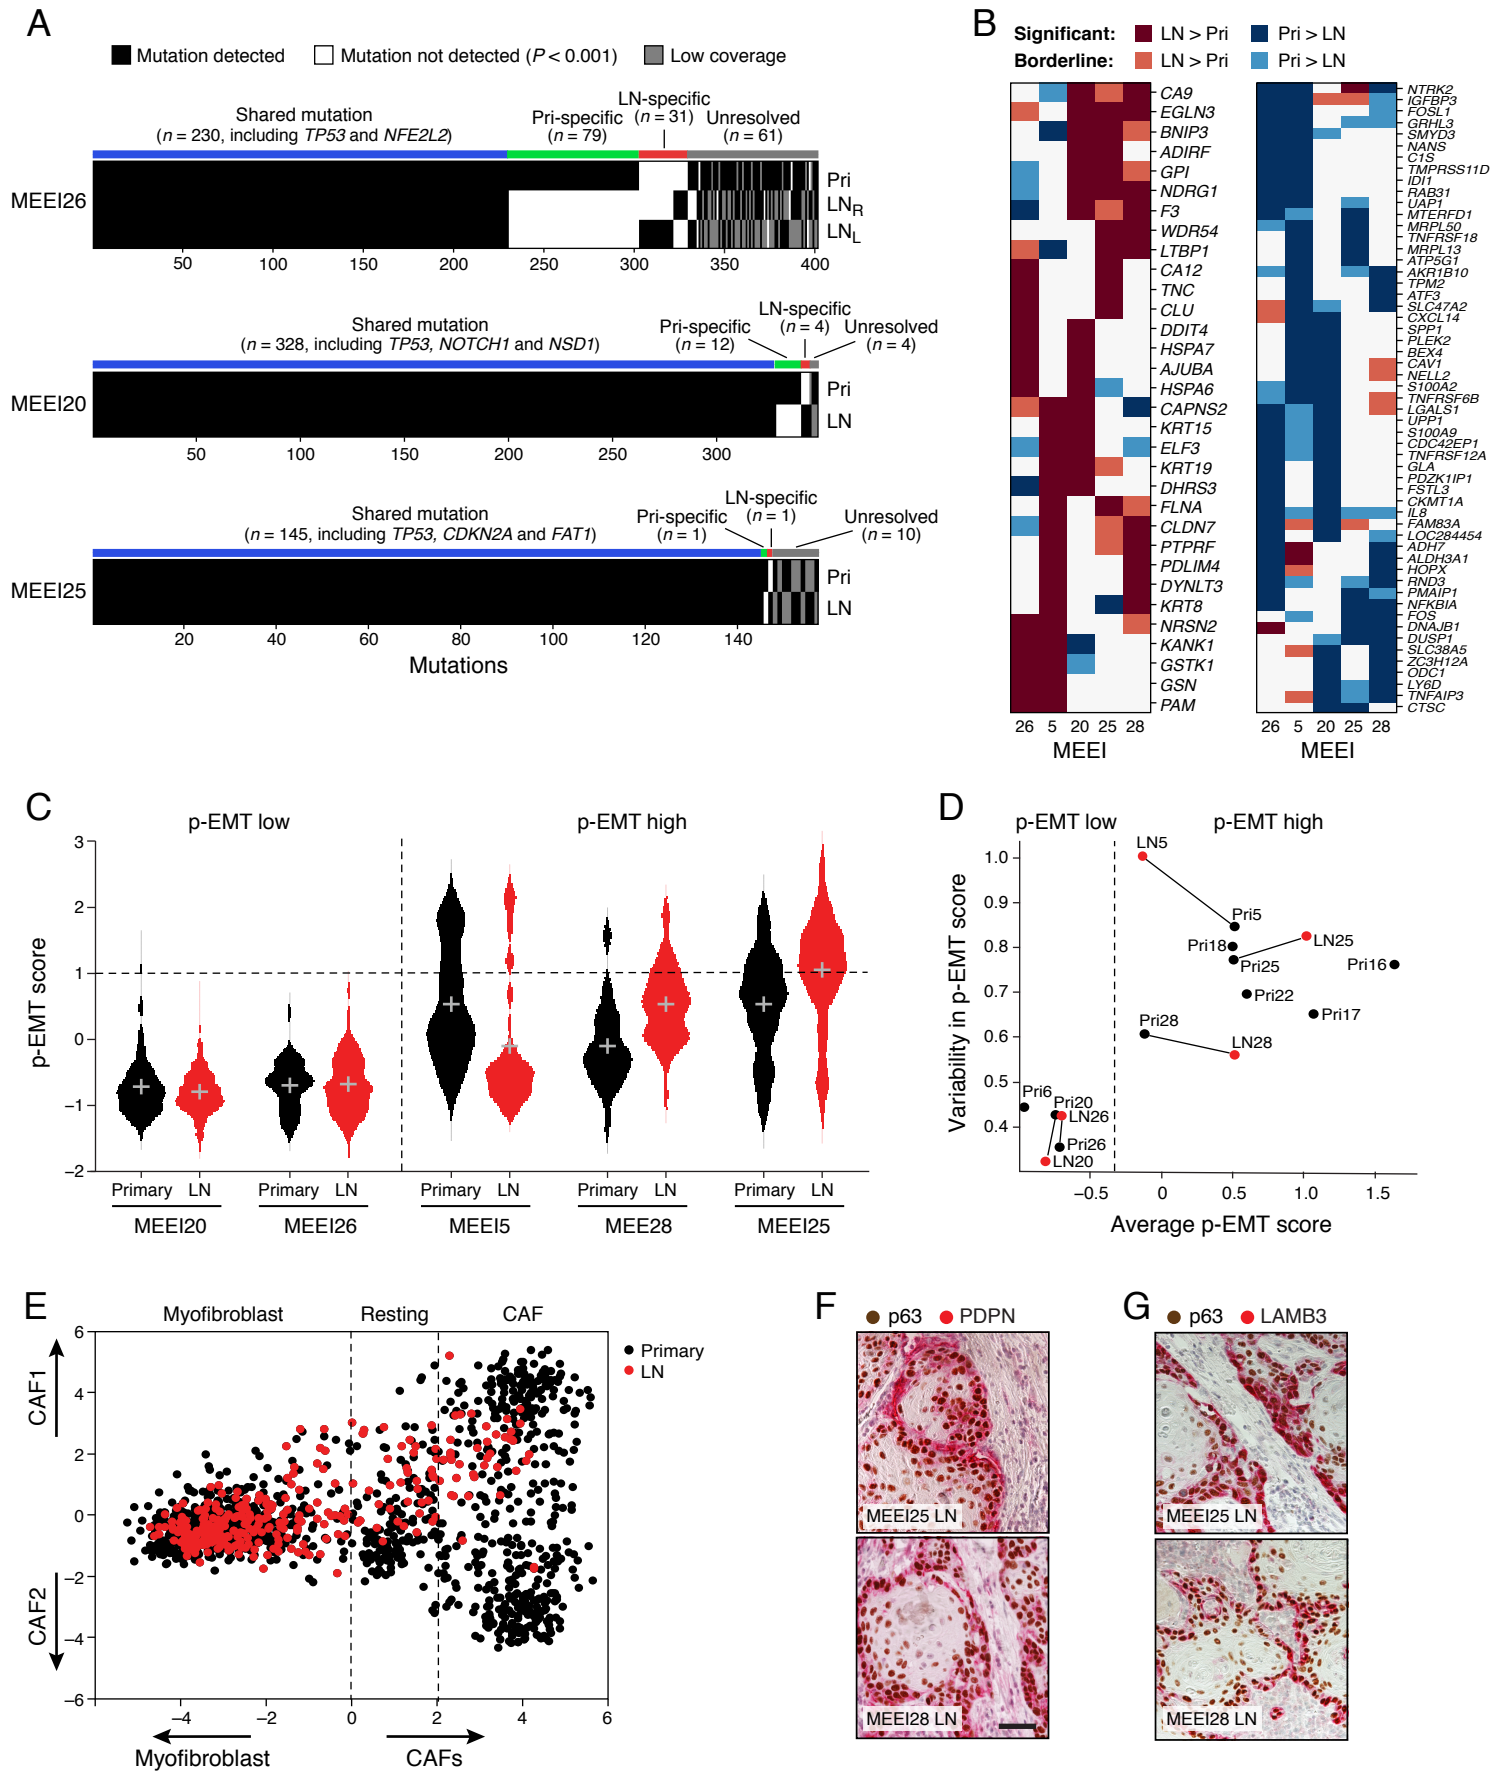 A
Mutation detected
Mutation not detected (P < 0.001)
Low coverage
Shared mutation
(n = 230, including TP53 and NFE2L2)
Pri-specific
(n = 79)
LN-specific
(n = 31)
Unresolved
(n = 61)
MEEI26
Pri
LNR
LNL
50 100 150 200 250 300 350 400
Shared mutation
(n = 328, including TP53, NOTCH1 and NSD1)
Pri-specific
(n = 12)
LN-specific
(n = 4)
Unresolved
(n = 4)
MEEI20
Pri
LN
50 100 150 200 250 300
Shared mutation
(n = 145, including TP53, CDKN2A and FAT1)
Pri-specific
(n = 1)
LN-specific
(n = 1)
Unresolved
(n = 10)
MEEI25
Pri
LN
20 40 60 80 100 120 140
Mutations
B
Significant: LN > Pri Pri > LN
Borderline: LN > Pri Pri > LN
CA9
EGLN3
BNIP3
ADIRF
GPI
NDRG1
F3
WDR54
LTBP1
CA12
TNC
CLU
DDIT4
HSPA7
AJUBA
HSPA6
CAPNS2
KRT15
ELF3
KRT19
DHRS3
FLNA
CLDN7
PTPRF
PDLIM4
DYNLT3
KRT8
NRSN2
KANK1
GSTK1
GSN
PAM
26 5 20 25 28
MEEI
NTRK2
IGFBP3
FOSL1
GRHL3
SMYD3
NANS
C1S
TMPRSS11D
IDI1
RAB31
UAP1
MTERFD1
MRPL50
TNFRSF18
MRPL13
ATP5G1
AKR1B10
TPM2
ATF3
SLC47A2
CXCL14
SPP1
PLEK2
BEX4
CAV1
NELL2
S100A2
TNFRSF6B
LGALS1
UPP1
S100A9
CDC42EP1
TNFRSF12A
GLA
PDZK1IP1
FSTL3
CKMT1A
IL8
FAM83A
LOC284454
ADH7
ALDH3A1
HOPX
RND3
PMAIP1
NFKBIA
FOS
DNAJB1
DUSP1
SLC38A5
ZC3H12A
ODC1
LY6D
TNFAIP3
CTSC
26 5 20 25 28
MEEI
C
p-EMT low
p-EMT high
p-EMT score
3
2
1
0
−1
−2
Primary LN Primary LN Primary LN Primary LN Primary LN
MEEI20 MEEI26 MEEI5 MEE28 MEEI25
D
p-EMT low
p-EMT high
Variability in p-EMT score
1.0
0.9
0.8
0.7
0.6
0.5
0.4
LN5
Pri5
Pri18
LN25
Pri25
Pri16
Pri22
Pri17
Pri28
LN28
Pri6
Pri20
LN26
Pri26
LN20
−0.5 0 0.5 1.0 1.5
Average p-EMT score
E
Myofibroblast
Resting
CAF
Primary
LN
CAF1
CAF2
6
4
2
0
−2
−4
−6
−4 −2 0 2 4 6
Myofibroblast
CAFs
F
p63 PDPN
MEEI25 LN
MEEI28 LN
G
p63 LAMB3
MEEI25 LN
MEEI28 LN